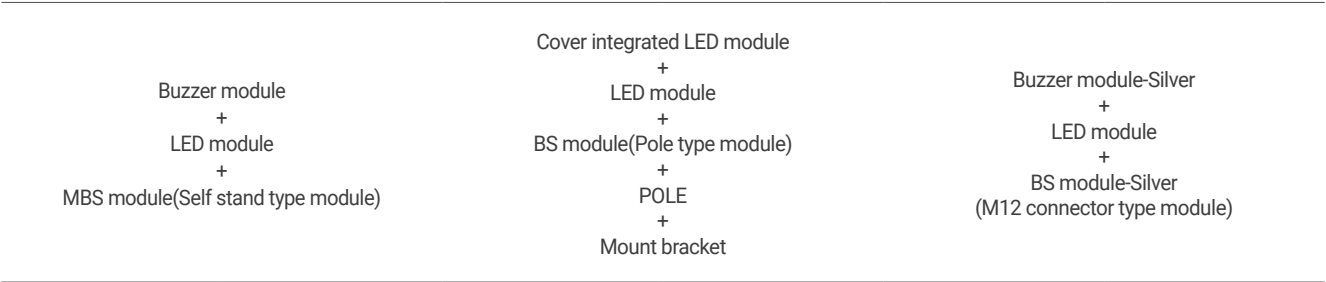 Buzzer module
+
LED module
+
MBS module(Self stand type module)
Cover integrated LED module
+
LED module
+
BS module(Pole type module)
+
POLE
+
Mount bracket
Buzzer module-Silver
+
LED module
+
BS module-Silver
(M12 connector type module)